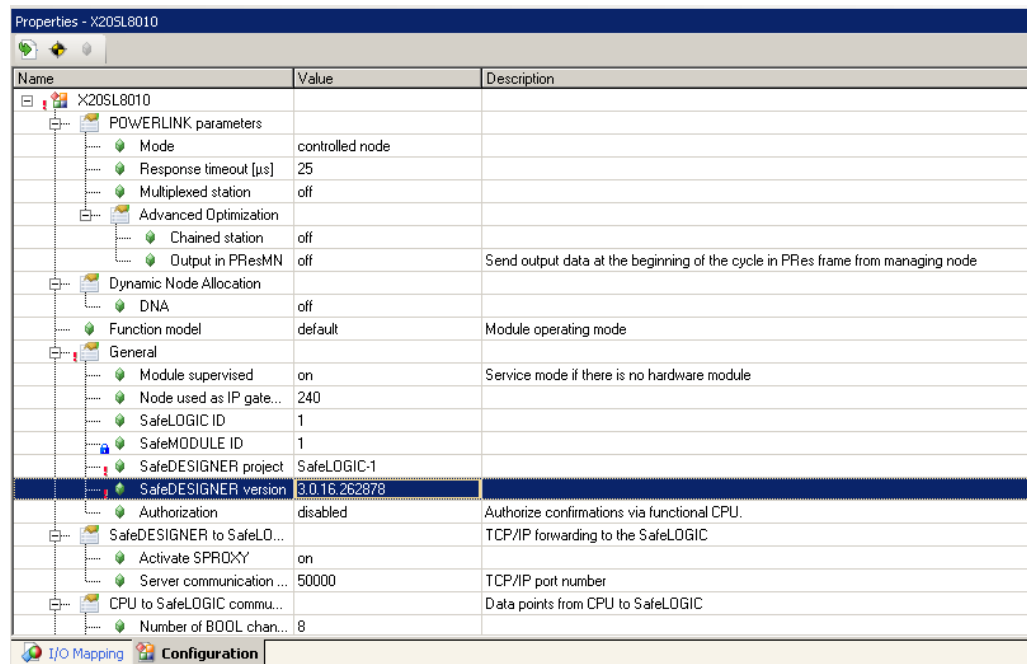 Properties - X20SL8010
Name Value Description
X20SL8010
POWERLINK parameters
Mode controlled node
Response timeout [µs] 25
Multiplexed station off
Advanced Optimization
Chained station off
Output in PResMN off Send output data at the beginning of the cycle in PRes frame from managing node
Dynamic Node Allocation
DNA off
Function model default Module operating mode
General
Module supervised on Service mode if there is no hardware module
Node used as IP gate... 240
SafeLOGIC ID 1
SafeMODULE ID 1
SafeDESIGNER project SafeLOGIC-1
SafeDESIGNER version 3.0.16.262878
Authorization disabled Authorize confirmations via functional CPU.
SafeDESIGNER to SafeLO... TCP/IP forwarding to the SafeLOGIC
Activate SPROXY on
Server communication ... 50000 TCP/IP port number
CPU to SafeLOGIC commu... Data points from CPU to SafeLOGIC
Number of BOOL chan... 8
I/O Mapping Configuration